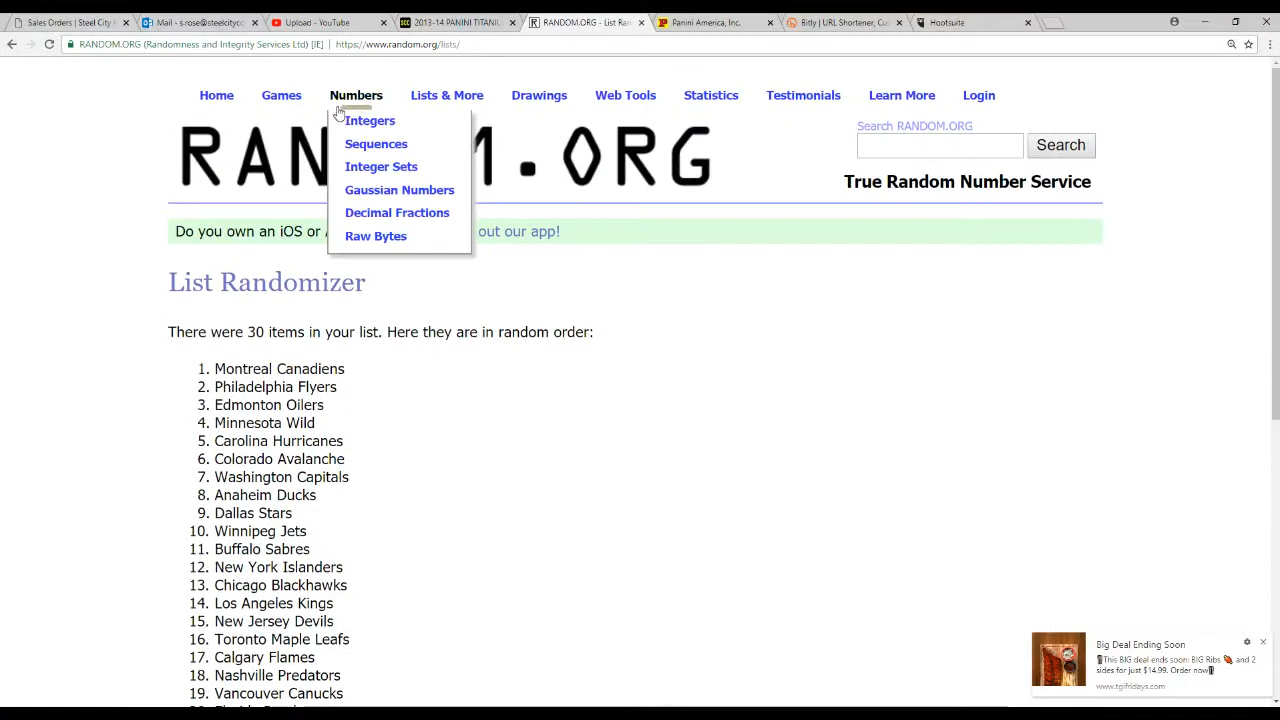 Sales Orders | Steel City H
Mail - s.rose@steelcityco
Upload - YouTube
2013-14 PANINI TITANIU
RANDOM.ORG - List Ran
Panini America, Inc.
Bitly | URL Shortener, Cus
Hootsuite
RANDOM.ORG (Randomness and Integrity Services Ltd) [IE] | https://www.random.org/lists/
Home Games Numbers Lists & More Drawings Web Tools Statistics Testimonials Learn More Login
Integers
Sequences
Integer Sets
Gaussian Numbers
Decimal Fractions
Raw Bytes
RAN M.ORG
Search RANDOM.ORG
Search
True Random Number Service
Do you own an iOS or out our app!
List Randomizer
There were 30 items in your list. Here they are in random order:
1. Montreal Canadiens
2. Philadelphia Flyers
3. Edmonton Oilers
4. Minnesota Wild
5. Carolina Hurricanes
6. Colorado Avalanche
7. Washington Capitals
8. Anaheim Ducks
9. Dallas Stars
10. Winnipeg Jets
11. Buffalo Sabres
12. New York Islanders
13. Chicago Blackhawks
14. Los Angeles Kings
15. New Jersey Devils
16. Toronto Maple Leafs
17. Calgary Flames
18. Nashville Predators
19. Vancouver Canucks
Big Deal Ending Soon
This BIG deal ends soon: BIG Ribs and 2
sides for just $14.99. Order now
www.tgifridays.com